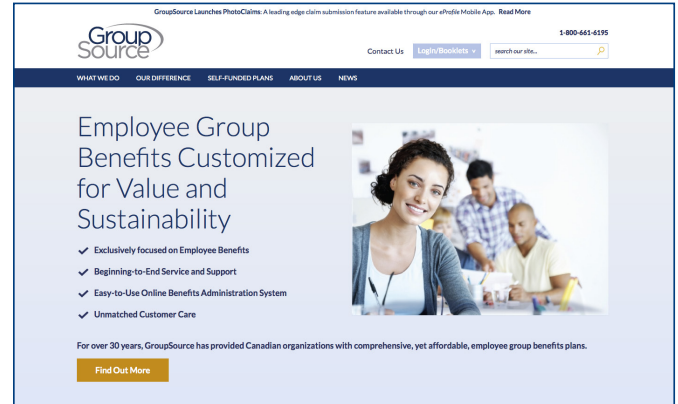 GroupSource Launches PhotoClaims: A leading edge claim submission feature available through our eProfile Mobile App. Read More
Group
Source
1-800-661-6195
Contact Us Login/Booklets search our site...
WHAT WE DO OUR DIFFERENCE SELF-FUNDED PLANS ABOUT US NEWS
Employee Group
Benefits Customized
for Value and
Sustainability
Exclusively focused on Employee Benefits
Beginning-to-End Service and Support
Easy-to-Use Online Benefits Administration System
Unmatched Customer Care
For over 30 years, GroupSource has provided Canadian organizations with comprehensive, yet affordable, employee group benefits plans.
Find Out More